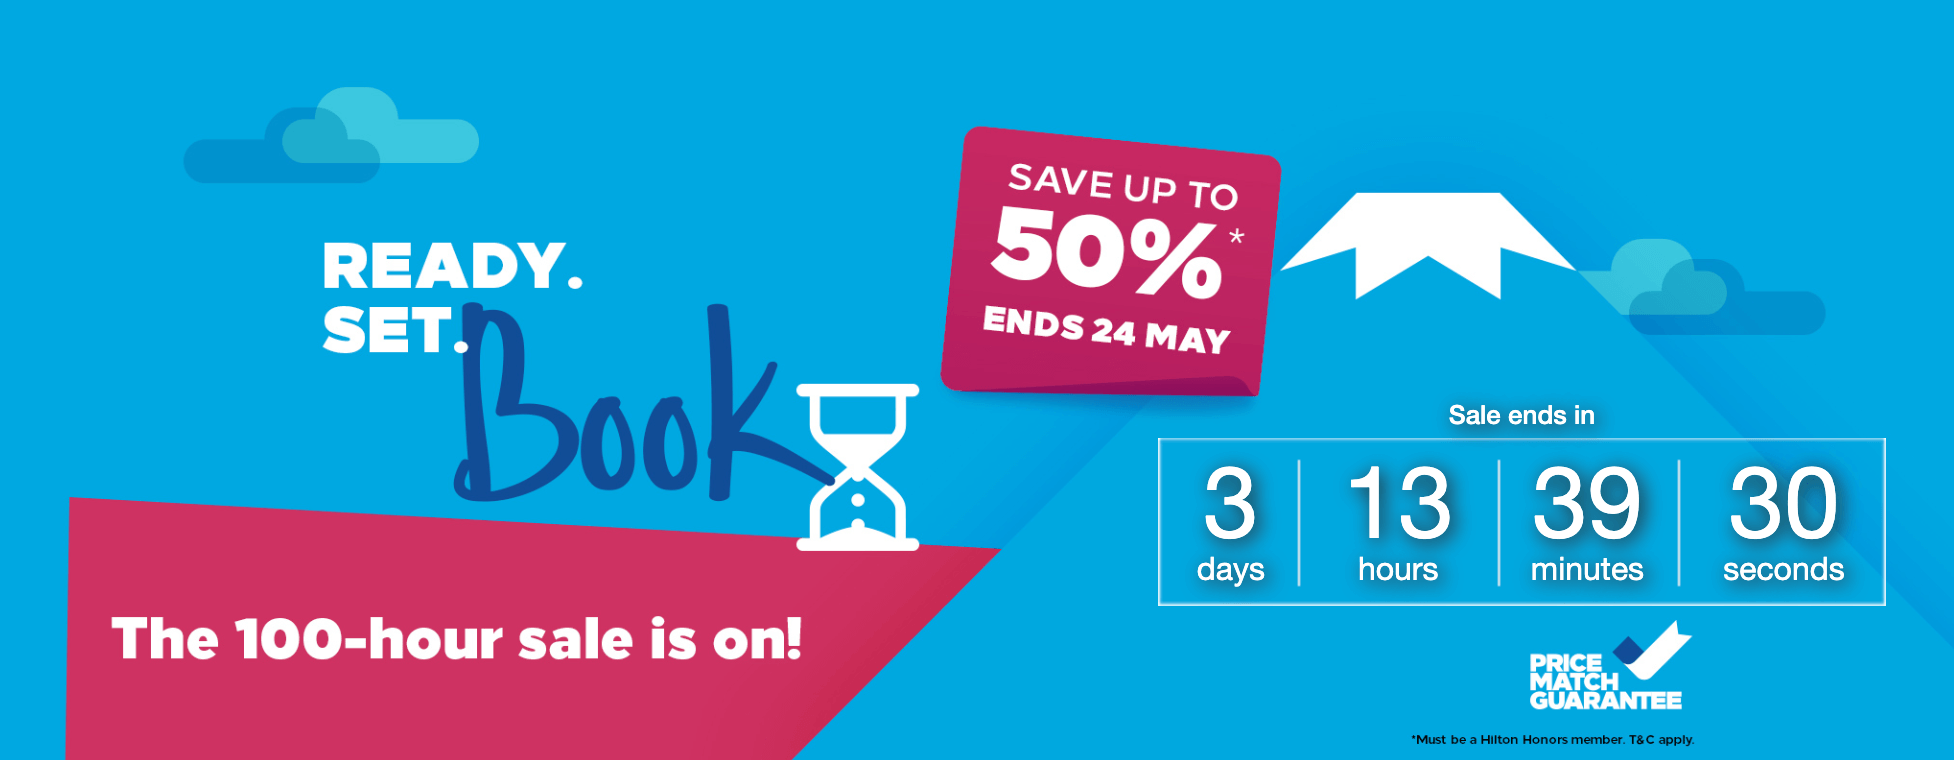 READY.
SET.
Book
SAVE UP TO
50%*
ENDS 24 MAY
The 100-hour sale is on!
Sale ends in
3 13 39 30
days hours minutes seconds
PRICE
MATCH
GUARANTEE
*Must be a Hilton Honors member. T&C apply.